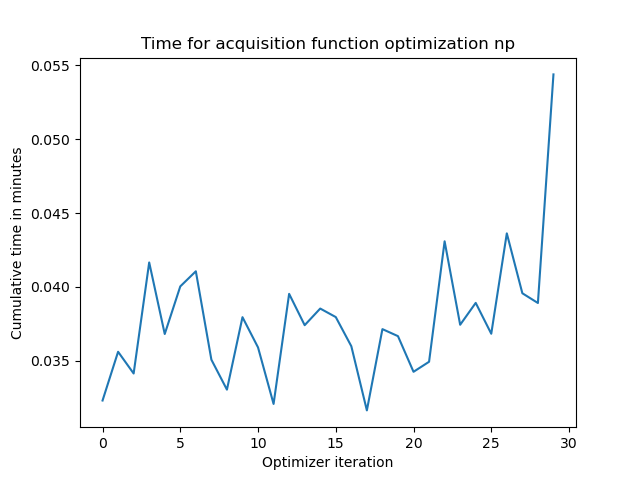 Time for acquisition function optimization np
Cumulative time in minutes
0.055
0.050
0.045
0.040
0.035
0 5 10 15 20 25 30
Optimizer iteration